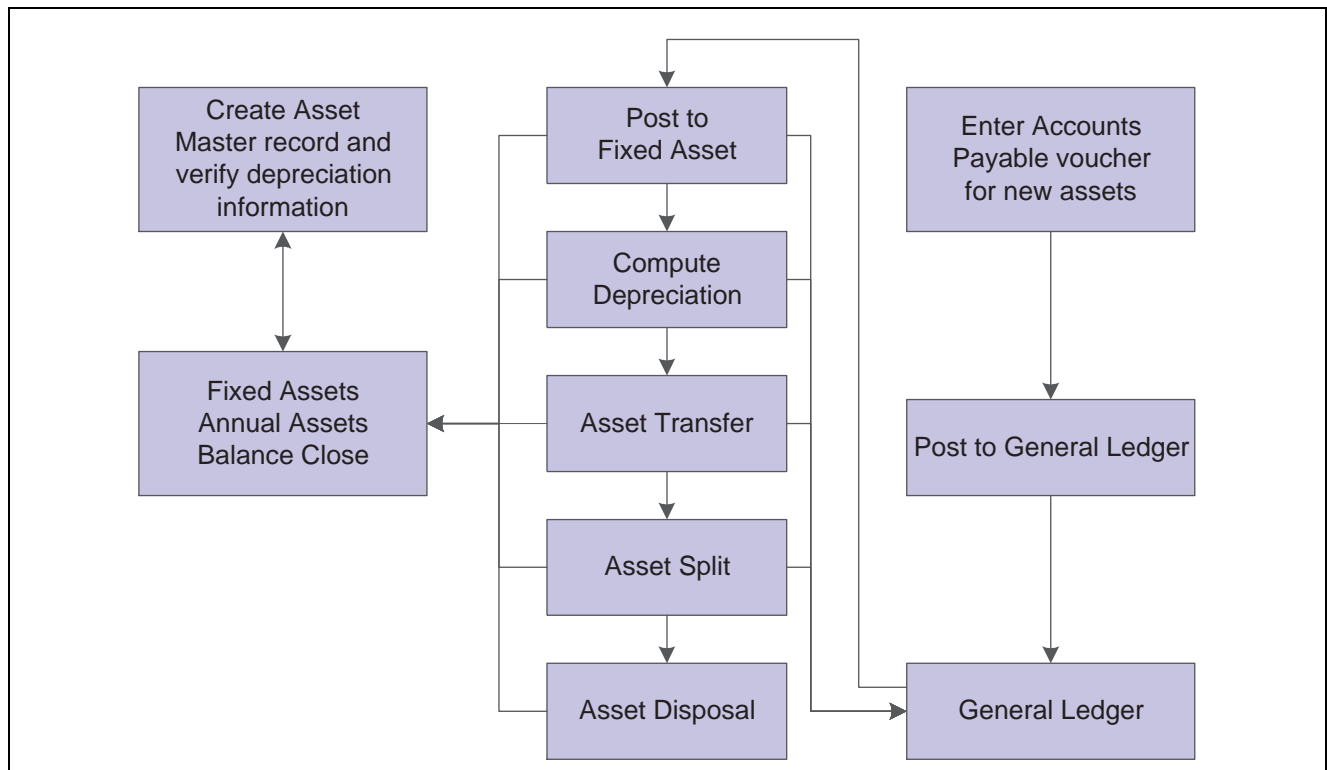 Create Asset
Master record and
verify depreciation
information
Fixed Assets
Annual Assets
Balance Close
Post to
Fixed Asset
Compute
Depreciation
Asset Transfer
Asset Split
Asset Disposal
Enter Accounts
Payable voucher
for new assets
Post to General Ledger
General Ledger